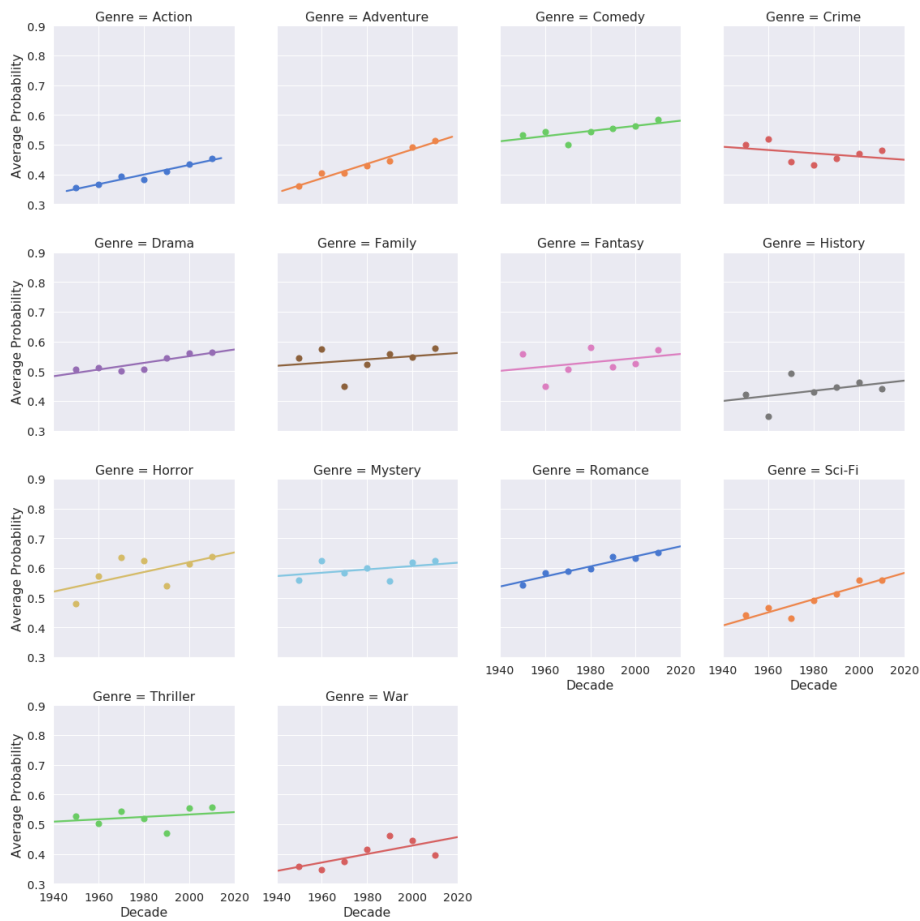 Genre = Action
Genre = Adventure
Genre = Comedy
Genre = Crime
Average Probability
0.9
0.8
0.7
0.6
0.5
0.4
0.3
Genre = Drama
Genre = Family
Genre = Fantasy
Genre = History
Average Probability
0.9
0.8
0.7
0.6
0.5
0.4
0.3
Genre = Horror
Genre = Mystery
Genre = Romance
Genre = Sci-Fi
Average Probability
0.9
0.8
0.7
0.6
0.5
0.4
0.3
1940 1960 1980 2000 2020
Decade
1940 1960 1980 2000 2020
Decade
Genre = Thriller
Genre = War
Average Probability
0.9
0.8
0.7
0.6
0.5
0.4
0.3
1940 1960 1980 2000 2020
Decade
1940 1960 1980 2000 2020
Decade